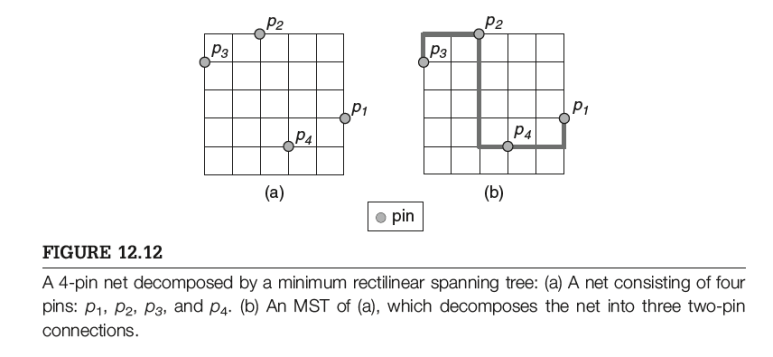 p2 p2
p3 p3
p1 p1
p4 p4
(a) (b)
pin
FIGURE 12.12
A 4-pin net decomposed by a minimum rectilinear spanning tree: (a) A net consisting of four
pins: p1, p2, p3, and p4. (b) An MST of (a), which decomposes the net into three two-pin
connections.